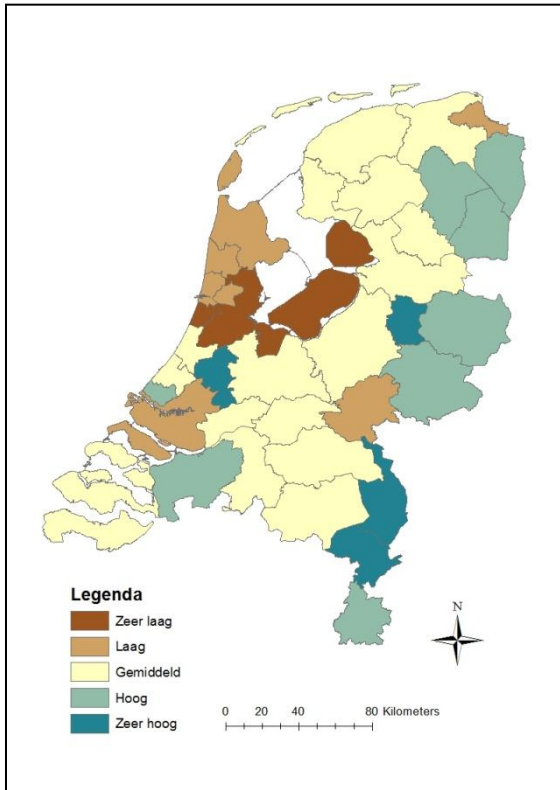 Legenda
Zeer laag
Laag
Gemiddeld
Hoog
Zeer hoog
N
0 20 40 80 Kilometers